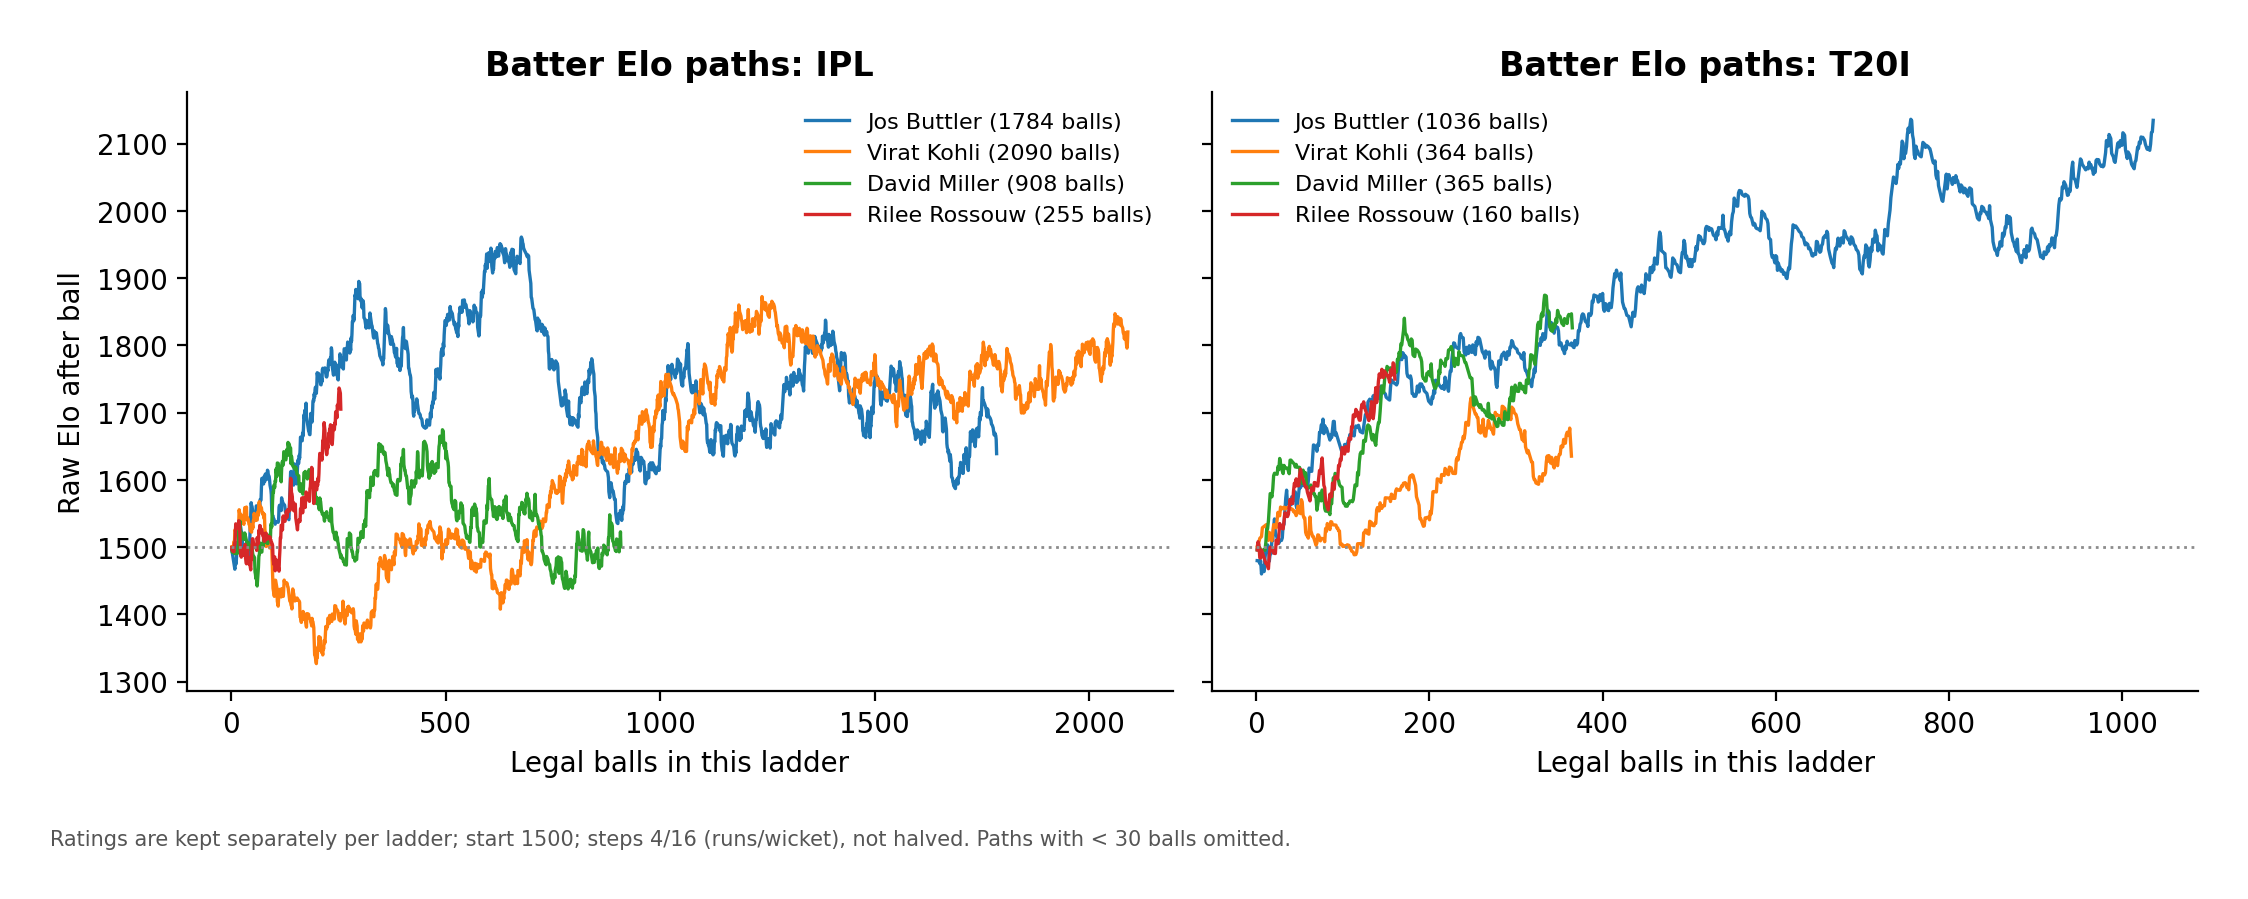 Batter Elo paths: IPL
Jos Buttler (1784 balls)
Virat Kohli (2090 balls)
David Miller (908 balls)
Rilee Rossouw (255 balls)
Raw Elo after ball
2100
2000
1900
1800
1700
1600
1500
1400
1300
0 500 1000 1500 2000
Legal balls in this ladder
Batter Elo paths: T20I
Jos Buttler (1036 balls)
Virat Kohli (364 balls)
David Miller (365 balls)
Rilee Rossouw (160 balls)
0 200 400 600 800 1000
Legal balls in this ladder
Ratings are kept separately per ladder; start 1500; steps 4/16 (runs/wicket), not halved. Paths with < 30 balls omitted.